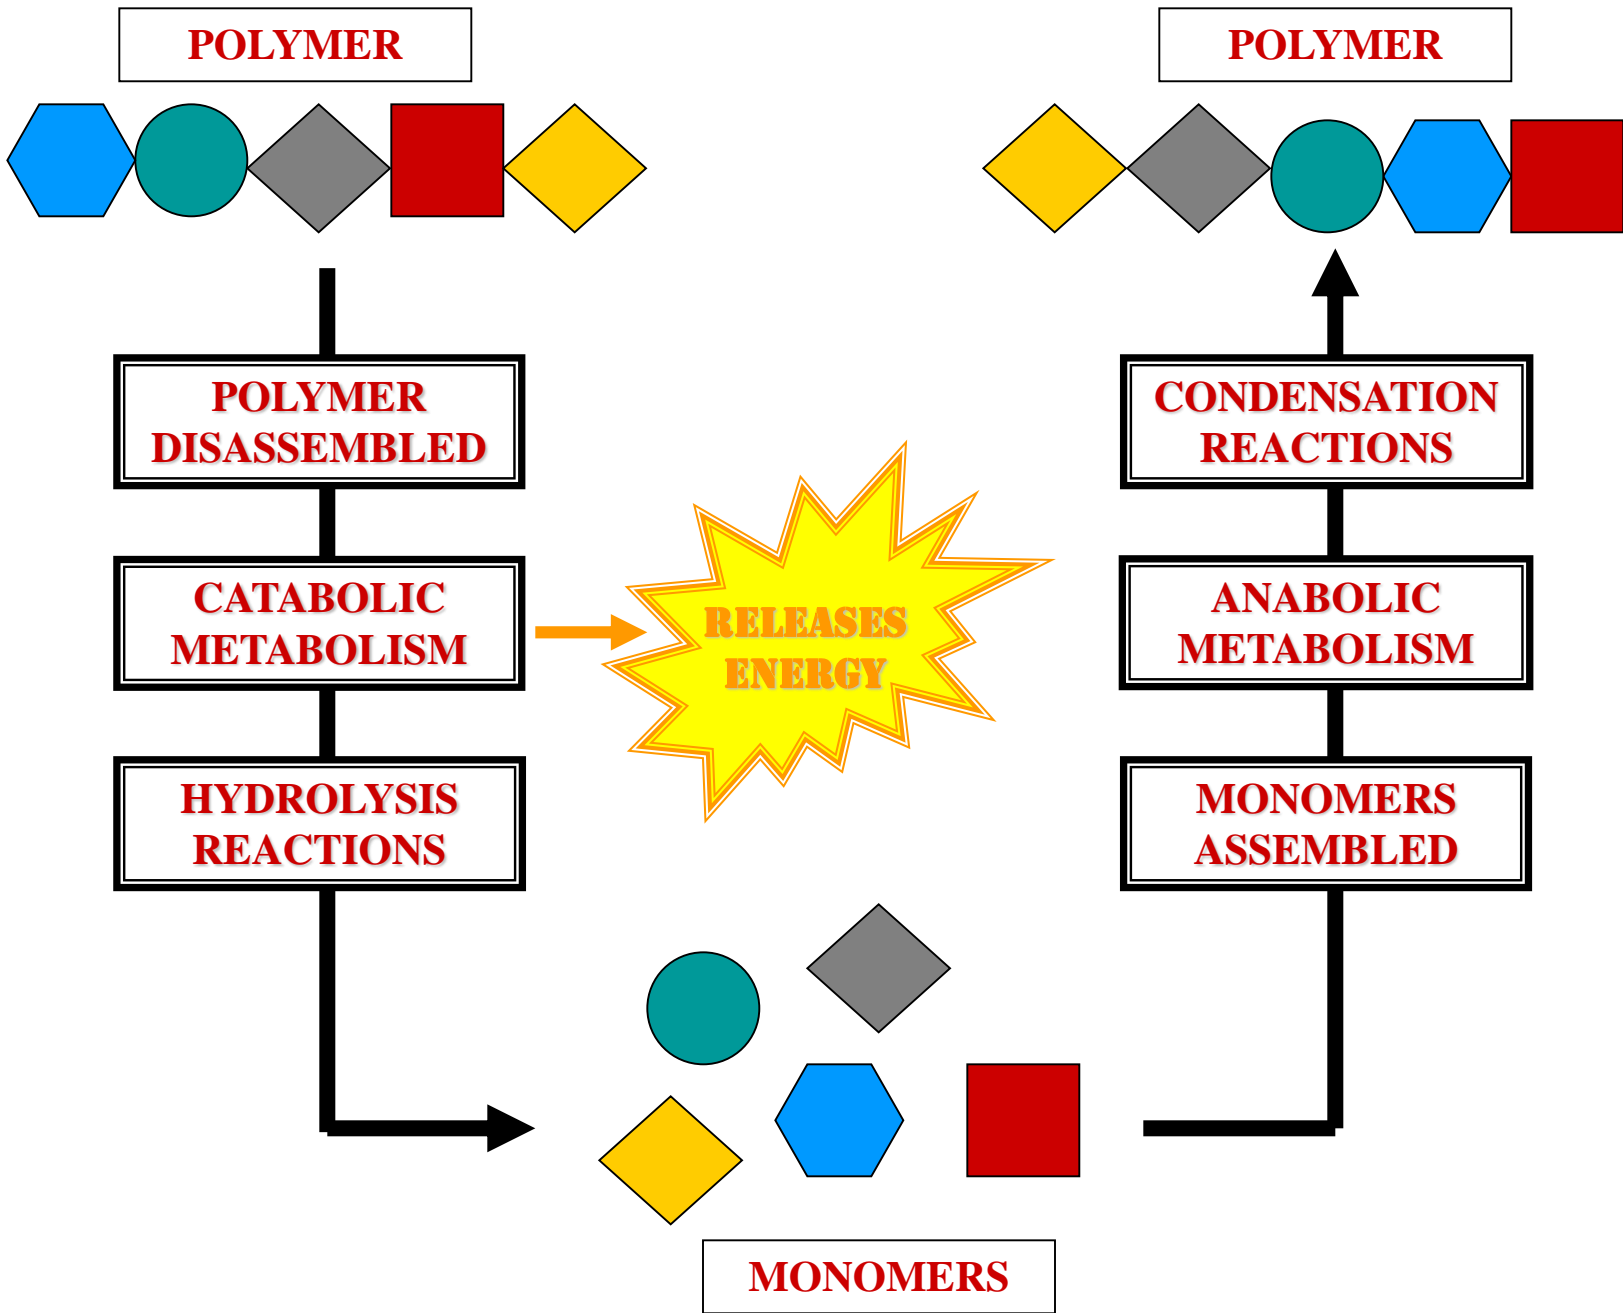 POLYMER
POLYMER
POLYMER
DISASSEMBLED
CATABOLIC
METABOLISM
HYDROLYSIS
REACTIONS
RELEASES
ENERGY
CONDENSATION
REACTIONS
ANABOLIC
METABOLISM
MONOMERS
ASSEMBLED
MONOMERS